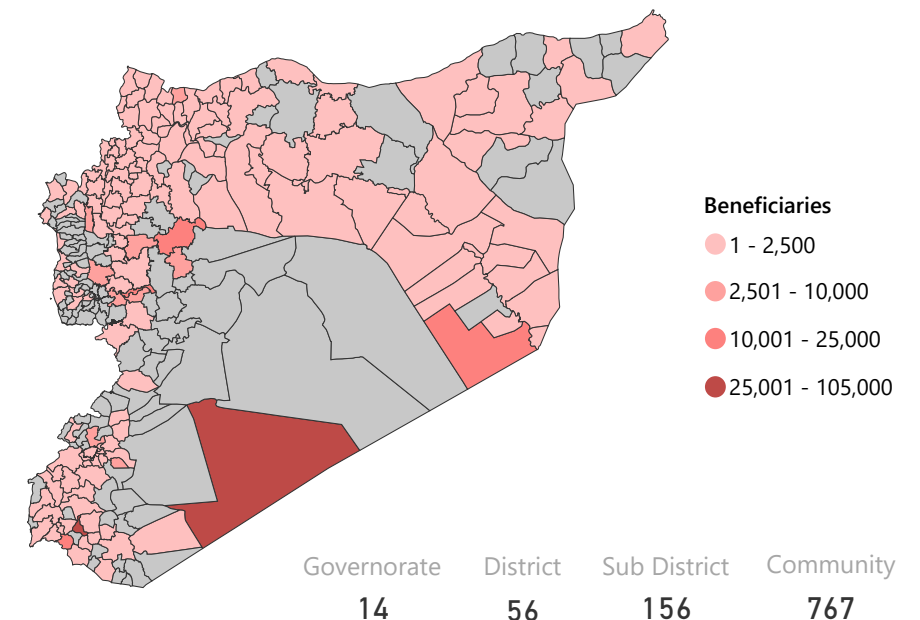 Beneficiaries
1 - 2,500
2,501 - 10,000
10,001 - 25,000
25,001 - 105,000
Governorate District Sub District Community
14 56 156 767